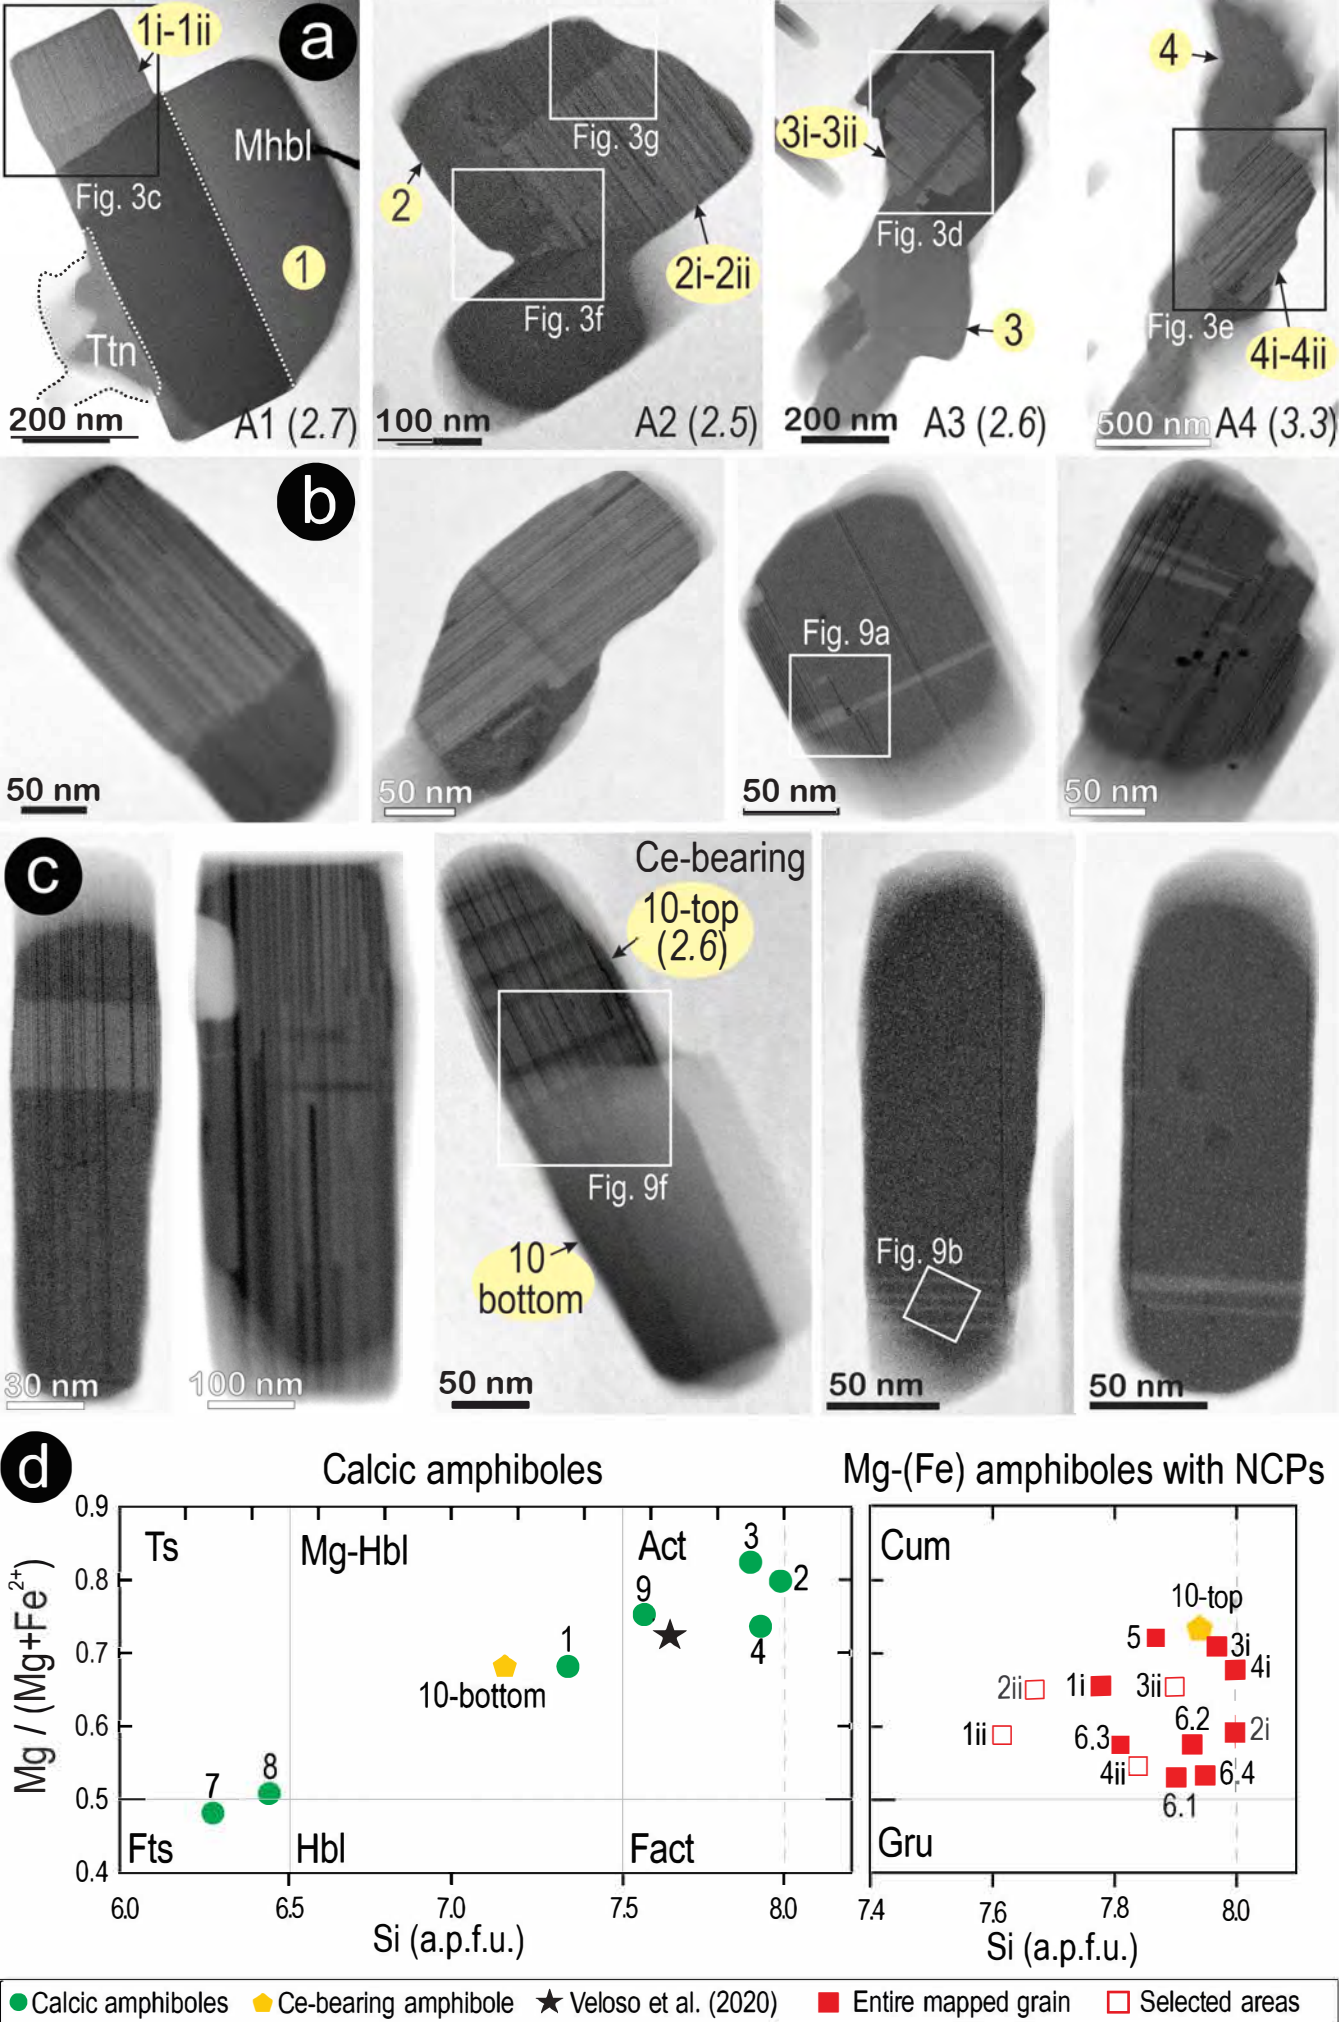 a
1i-1ii
Mhbl
Fig. 3c
1
Ttn
200 nm
A1 (2.7)
Fig. 3g
2
2i-2ii
Fig. 3f
100 nm
A2 (2.5)
3i-3ii
Fig. 3d
3
200 nm
A3 (2.6)
4
Fig. 3e
4i-4ii
500 nm
A4 (3.3)
b
50 nm
50 nm
Fig. 9a
50 nm
50 nm
c
30 nm
100 nm
Ce-bearing
10-top
(2.6)
Fig. 9f
10
bottom
50 nm
Fig. 9b
50 nm
50 nm
d
Calcic amphiboles
Mg-(Fe) amphiboles with NCPs
Mg / (Mg+Fe²⁺)
0.9
0.8
0.7
0.6
0.5
0.4
Ts
Mg-Hbl
Act
3
2
9
4
1
10-bottom
8
7
Fts
Hbl
Fact
6.0
6.5
7.0
7.5
8.0
Si (a.p.f.u.)
Cum
10-top
5
3i
4i
2ii
1i
3ii
1ii
6.3
6.2
2i
4ii
6.4
6.1
Gru
7.4
7.6
7.8
8.0
Si (a.p.f.u.)
Calcic amphiboles
Ce-bearing amphibole
Veloso et al. (2020)
Entire mapped grain
Selected areas